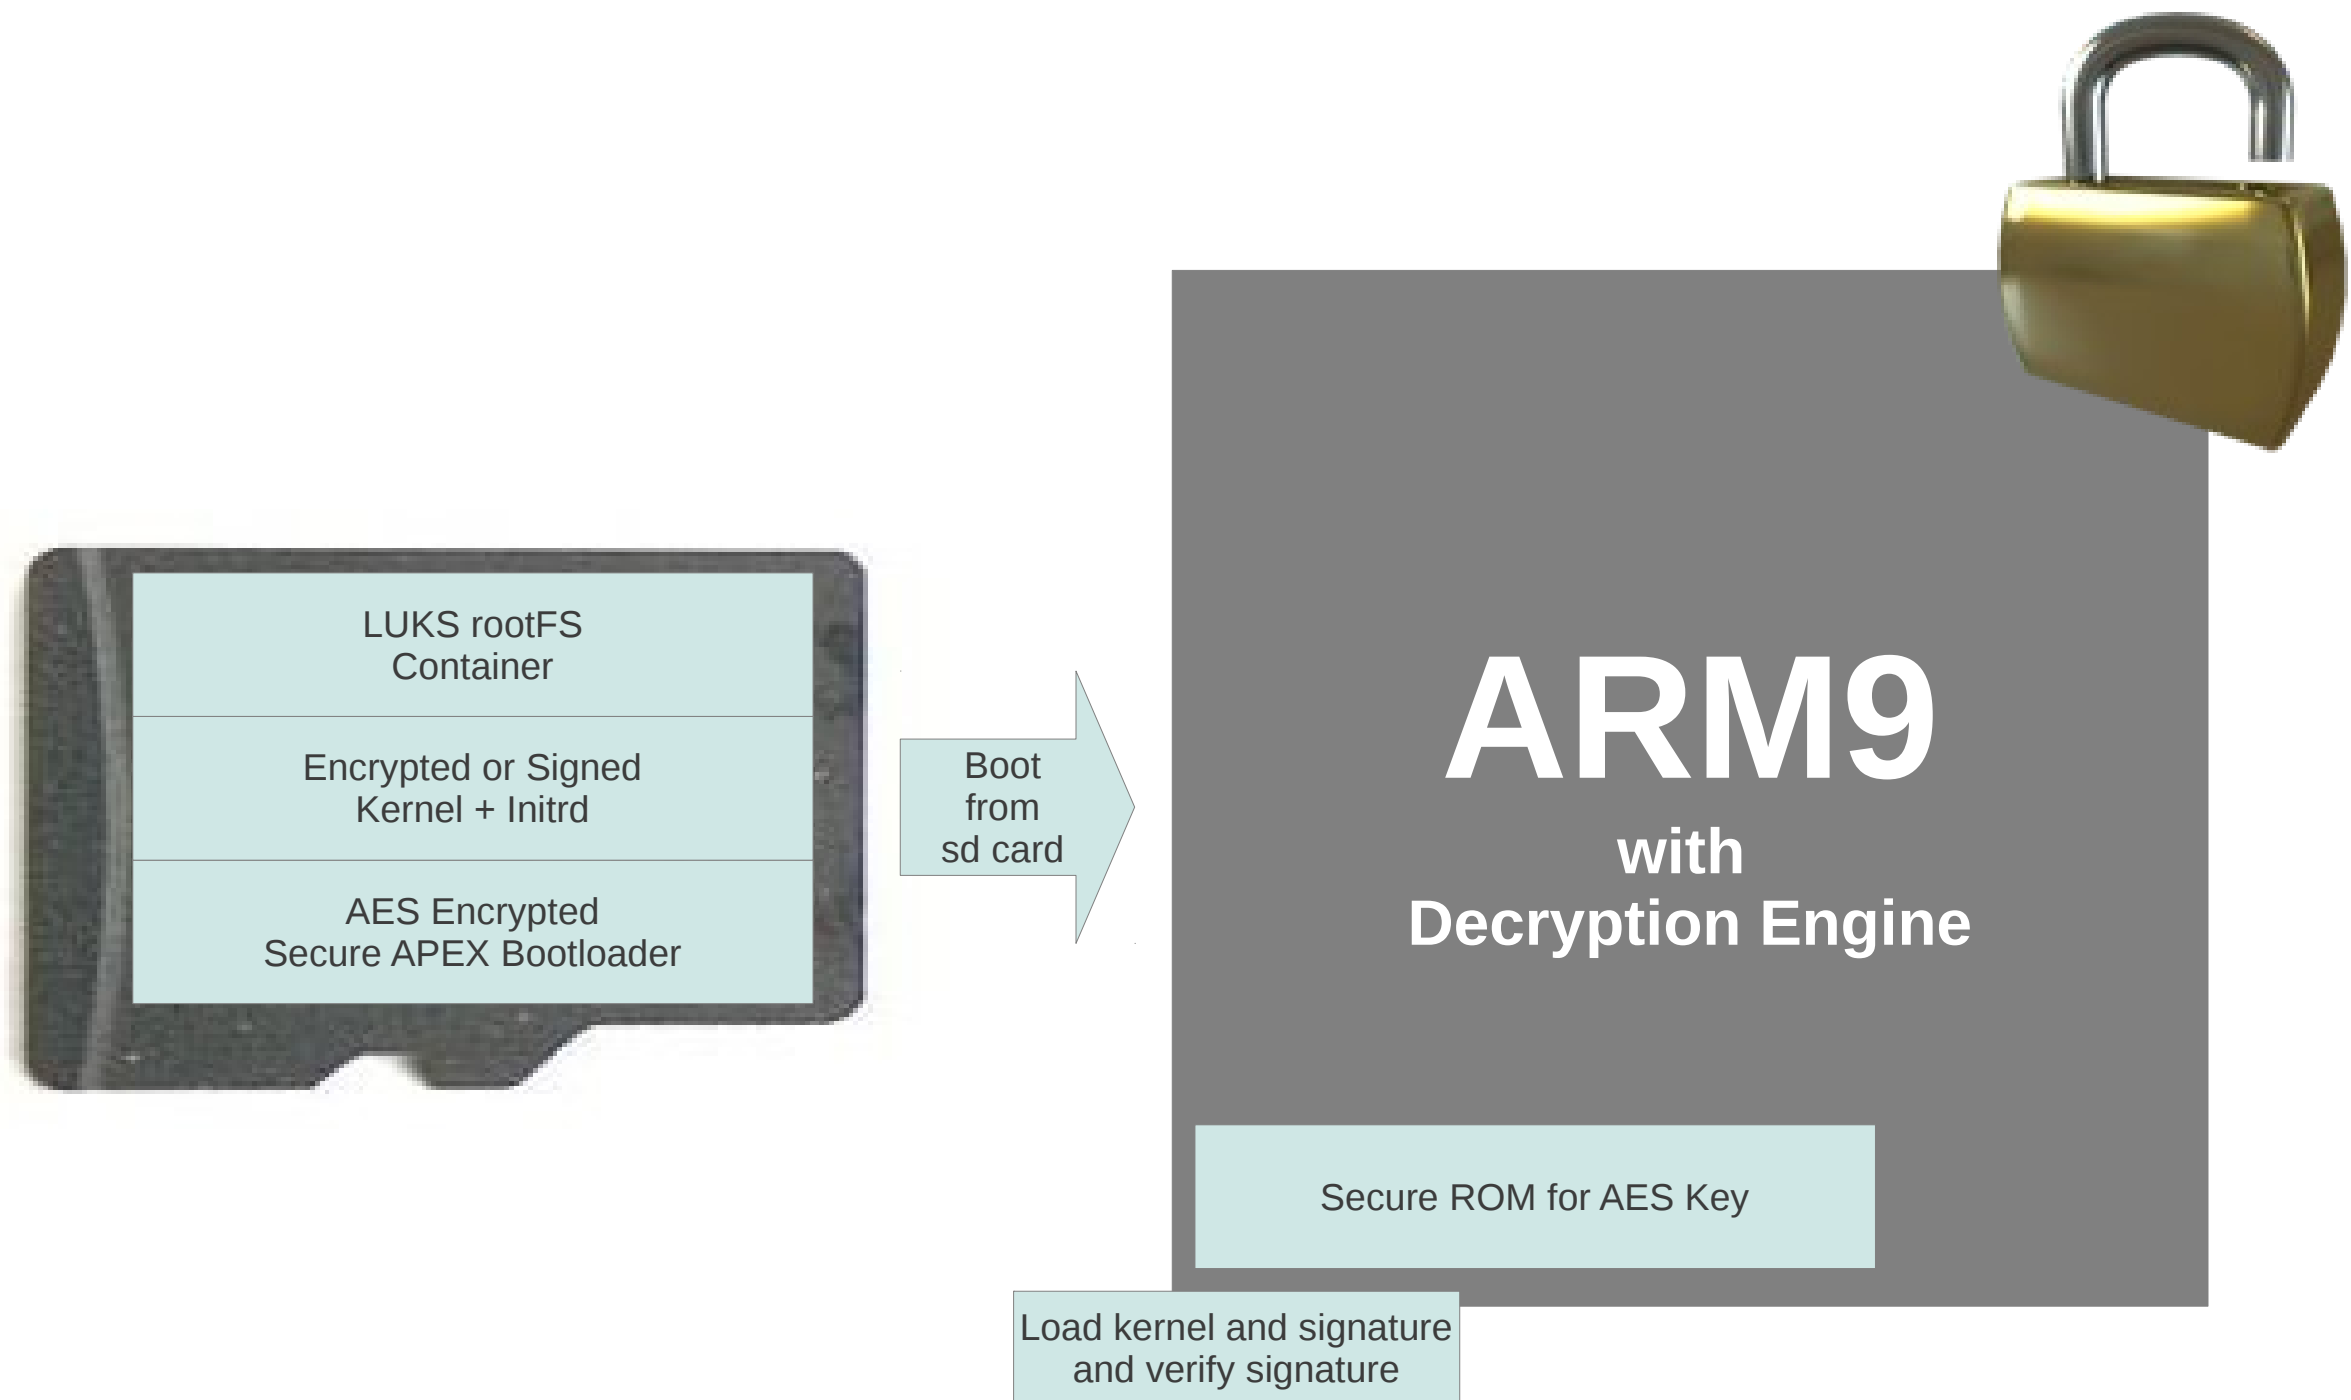 LUKS rootFS
Container
Encrypted or Signed
Kernel + Initrd
AES Encrypted
Secure APEX Bootloader
Boot
from
sd card
ARM9
with
Decryption Engine
Secure ROM for AES Key
Load kernel and signature
and verify signature